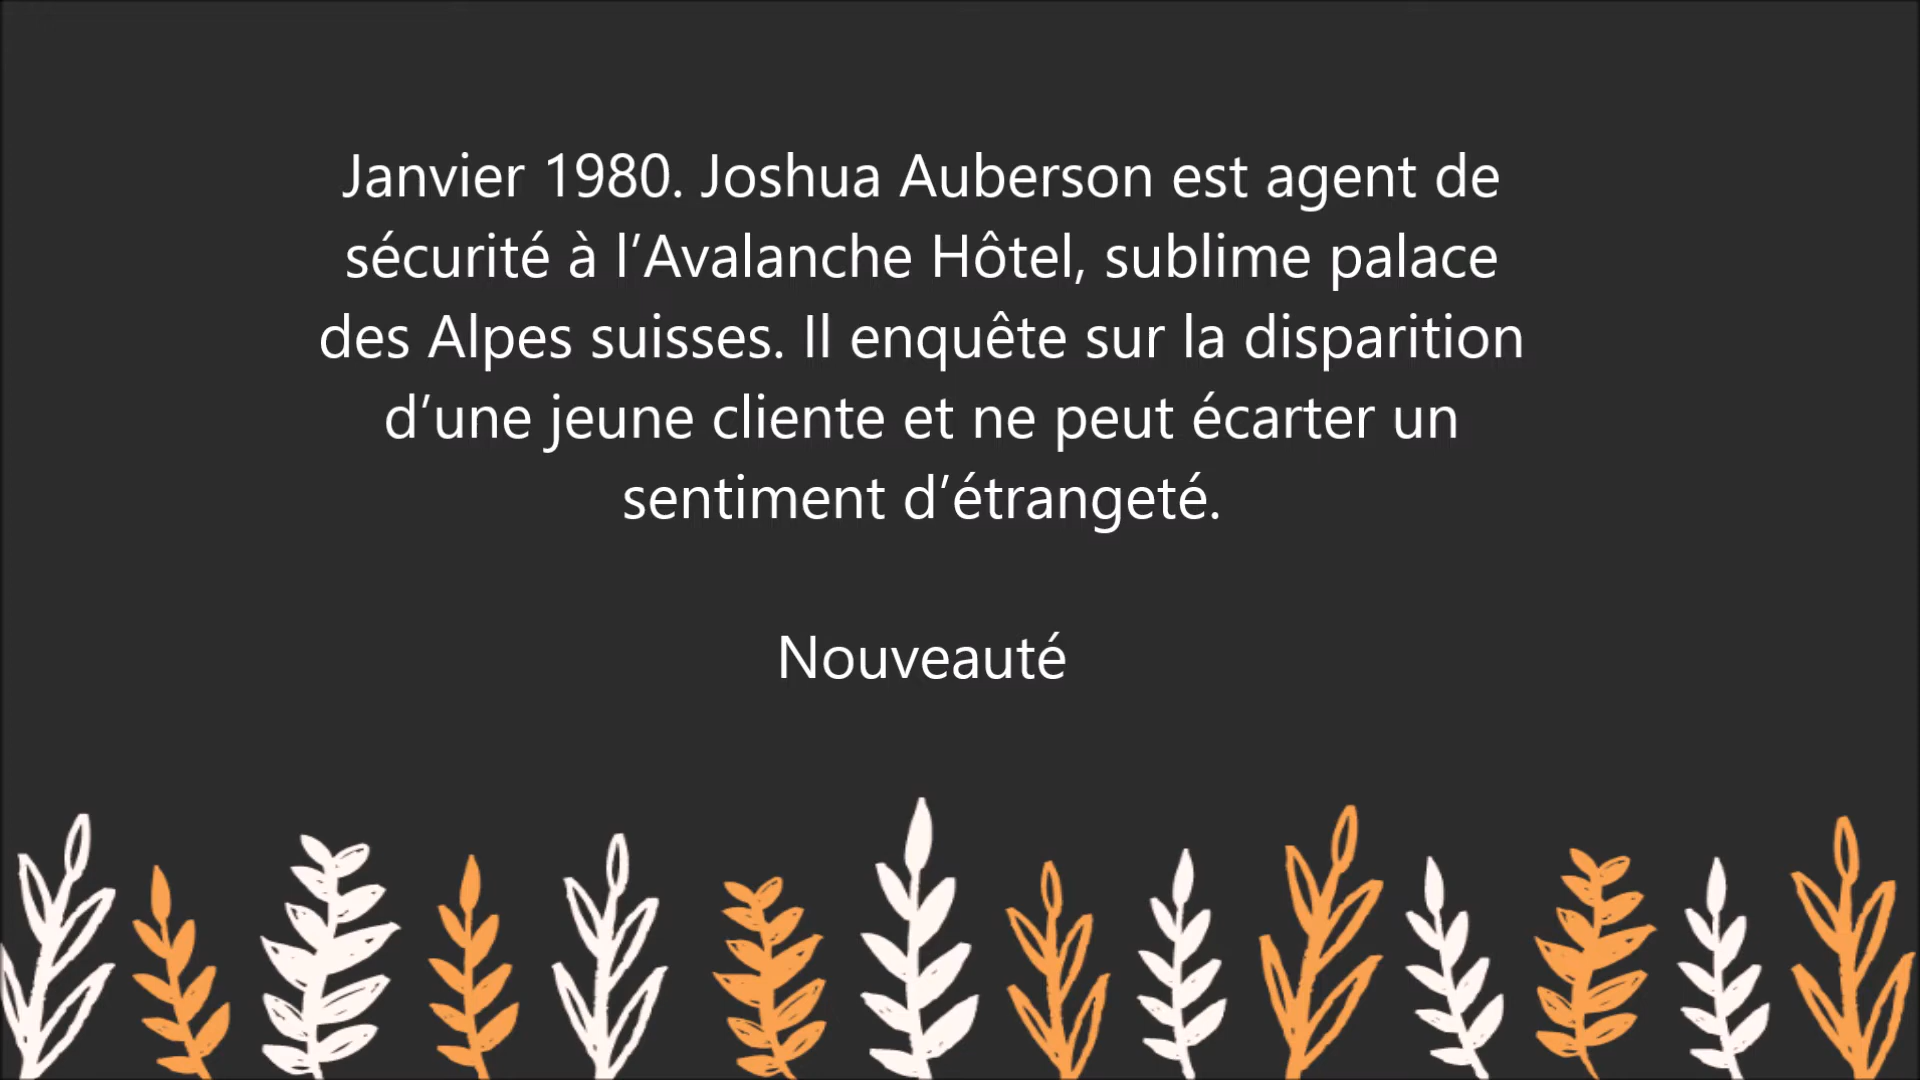 Janvier 1980. Joshua Auberson est agent de
sécurité à l’Avalanche Hôtel, sublime palace
des Alpes suisses. Il enquête sur la disparition
d’une jeune cliente et ne peut écarter un
sentiment d’étrangeté.
Nouveauté